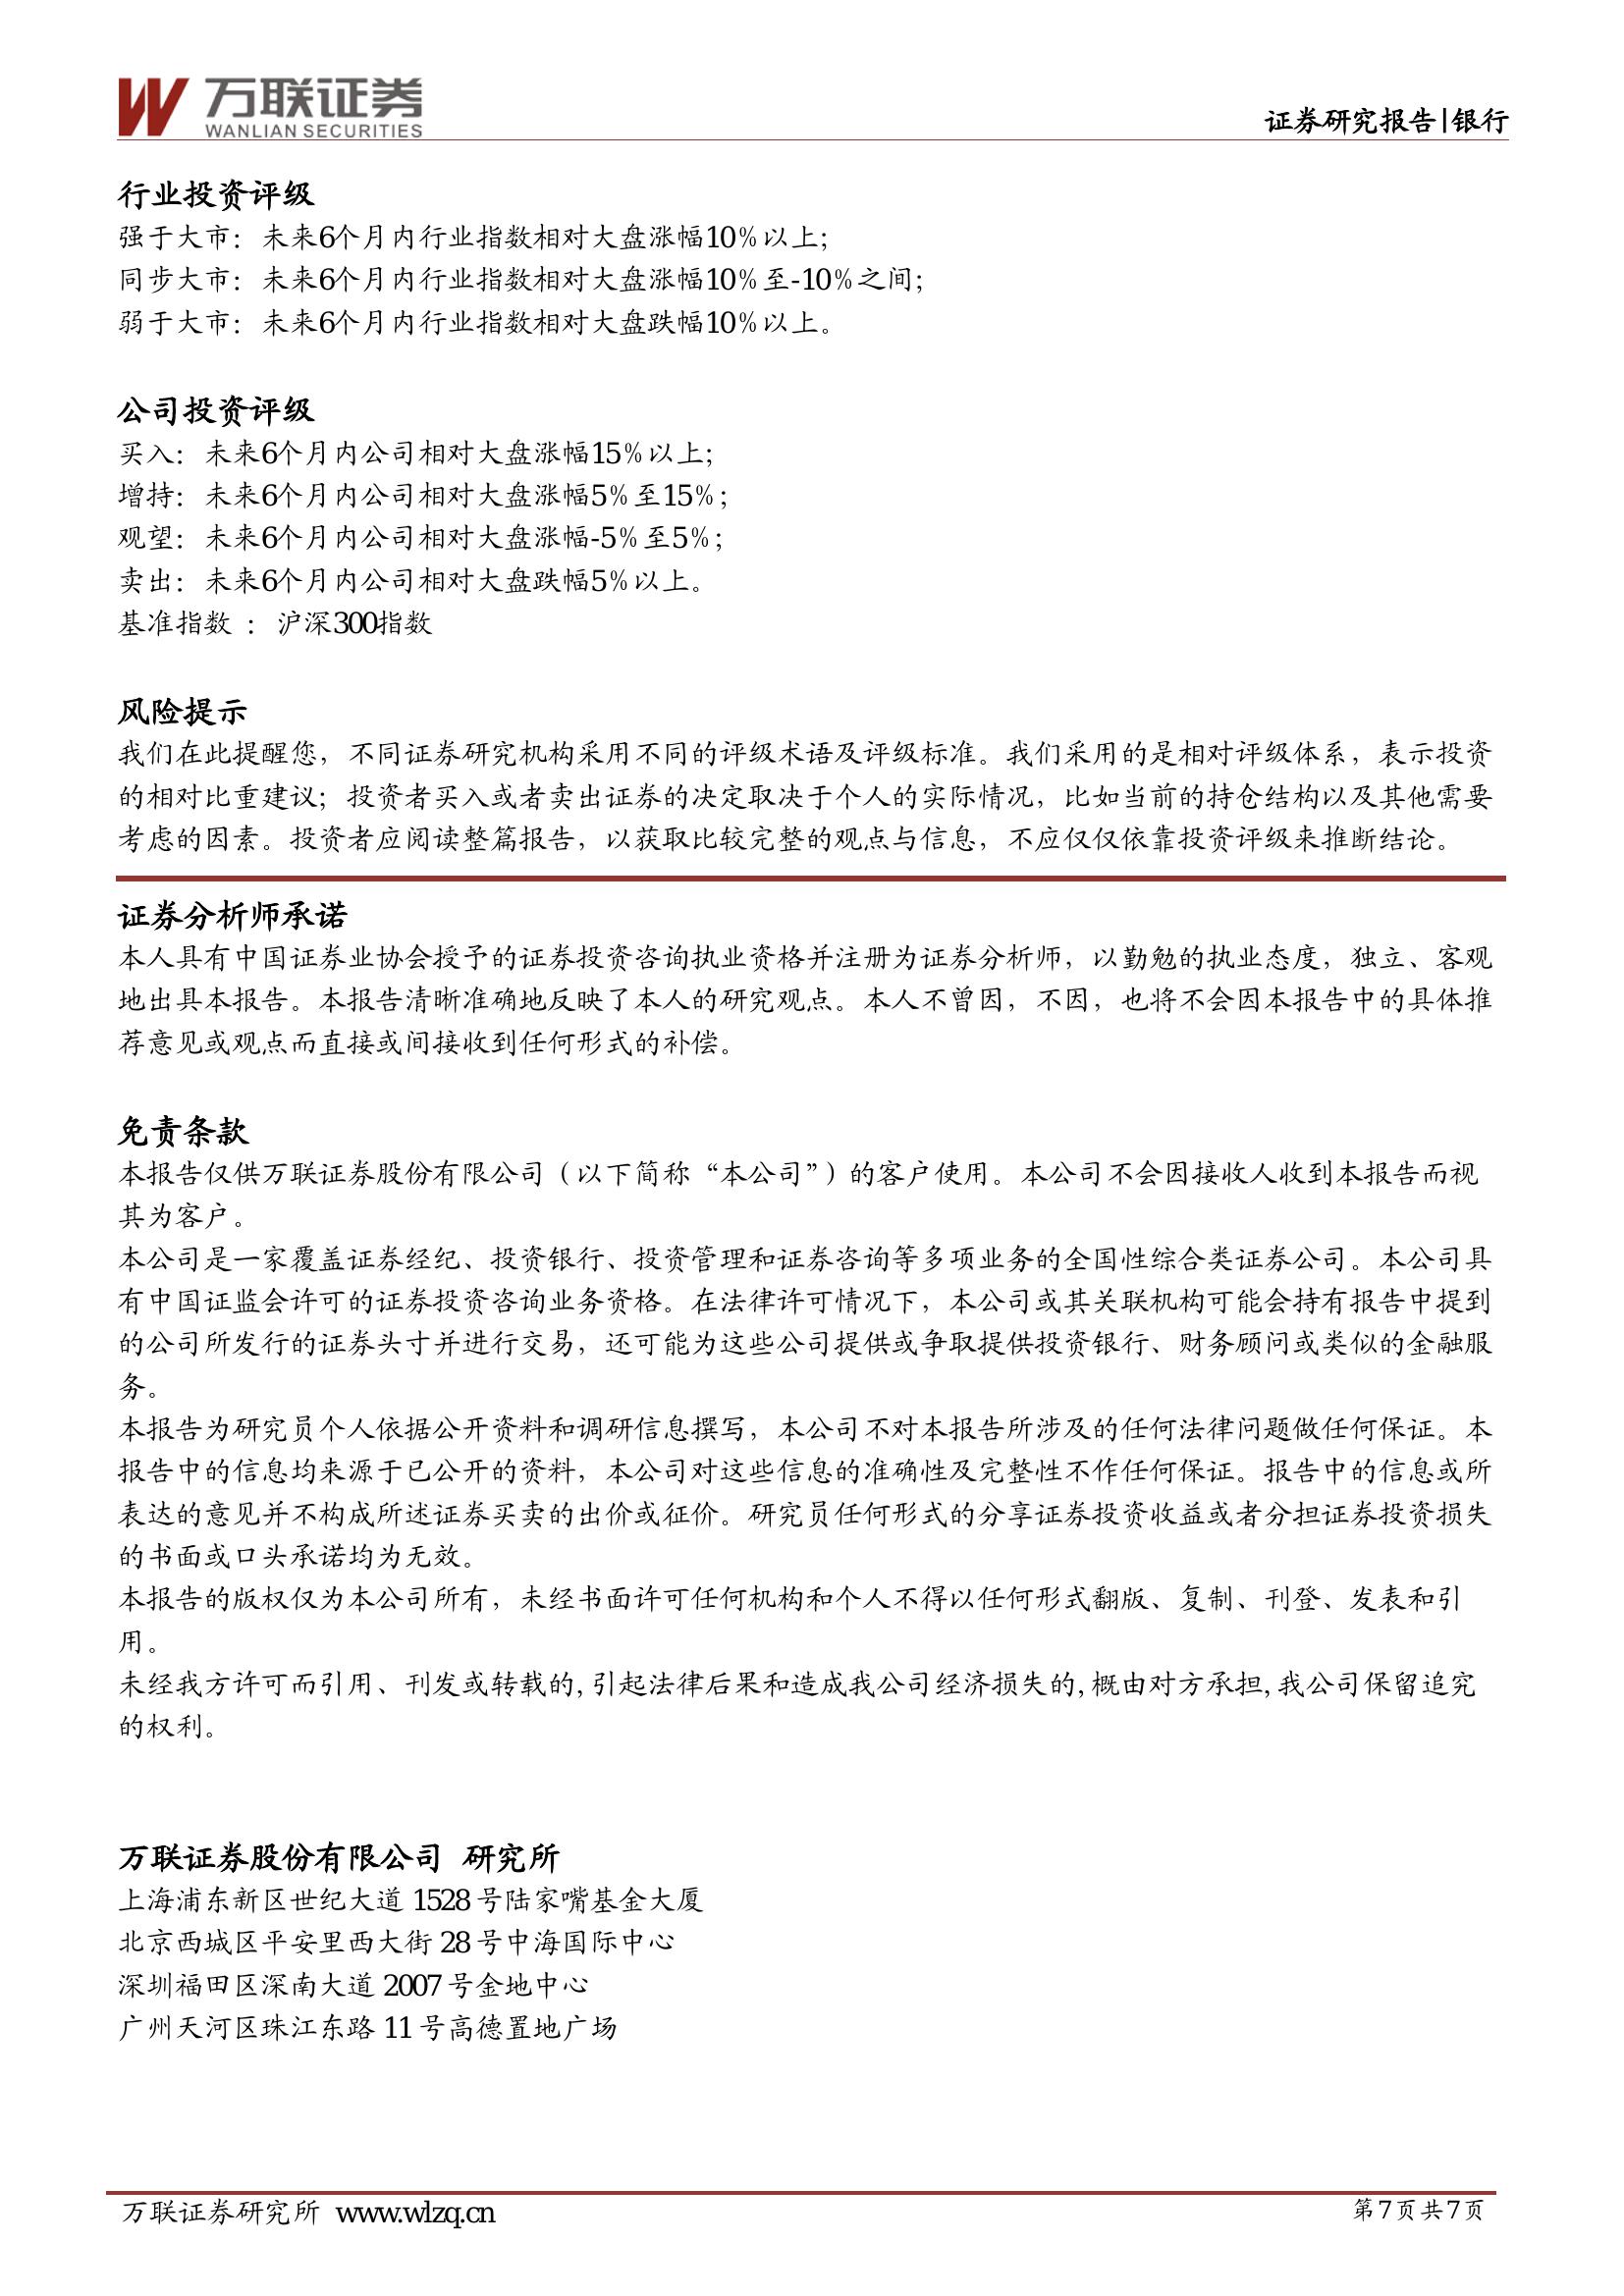 万联证券
WANLIAN SECURITIES
证券研究报告|银行
行业投资评级
强于大市：未来6个月内行业指数相对大盘涨幅10%以上；
同步大市：未来6个月内行业指数相对大盘涨幅10%至-10%之间；
弱于大市：未来6个月内行业指数相对大盘跌幅10%以上。
公司投资评级
买入：未来6个月内公司相对大盘涨幅15%以上；
增持：未来6个月内公司相对大盘涨幅5%至15%；
观望：未来6个月内公司相对大盘涨幅-5%至5%；
卖出：未来6个月内公司相对大盘跌幅5%以上。
基准指数 ：沪深300指数
风险提示
我们在此提醒您，不同证券研究机构采用不同的评级术语及评级标准。我们采用的是相对评级体系，表示投资
的相对比重建议；投资者买入或者卖出证券的决定取决于个人的实际情况，比如当前的持仓结构以及其他需要
考虑的因素。投资者应阅读整篇报告，以获取比较完整的观点与信息，不应仅仅依靠投资评级来推断结论。
证券分析师承诺
本人具有中国证券业协会授予的证券投资咨询执业资格并注册为证券分析师，以勤勉的执业态度，独立、客观
地出具本报告。本报告清晰准确地反映了本人的研究观点。本人不曾因，不因，也将不会因本报告中的具体推
荐意见或观点而直接或间接收到任何形式的补偿。
免责条款
本报告仅供万联证券股份有限公司（以下简称“本公司”）的客户使用。本公司不会因接收人收到本报告而视
其为客户。
本公司是一家覆盖证券经纪、投资银行、投资管理和证券咨询等多项业务的全国性综合类证券公司。本公司具
有中国证监会许可的证券投资咨询业务资格。在法律许可情况下，本公司或其关联机构可能会持有报告中提到
的公司所发行的证券头寸并进行交易，还可能为这些公司提供或争取提供投资银行、财务顾问或类似的金融服
务。
本报告为研究员个人依据公开资料和调研信息撰写，本公司不对本报告所涉及的任何法律问题做任何保证。本
报告中的信息均来源于已公开的资料，本公司对这些信息的准确性及完整性不作任何保证。报告中的信息或所
表达的意见并不构成所述证券买卖的出价或征价。研究员任何形式的分享证券投资收益或者分担证券投资损失
的书面或口头承诺均为无效。
本报告的版权仅为本公司所有，未经书面许可任何机构和个人不得以任何形式翻版、复制、刊登、发表和引
用。
未经我方许可而引用、刊发或转载的,引起法律后果和造成我公司经济损失的,概由对方承担,我公司保留追究
的权利。
万联证券股份有限公司 研究所
上海浦东新区世纪大道 1528 号陆家嘴基金大厦
北京西城区平安里西大街 28 号中海国际中心
深圳福田区深南大道 2007 号金地中心
广州天河区珠江东路 11 号高德置地广场
万联证券研究所 www.wlzq.cn
第 7 页 共 7 页